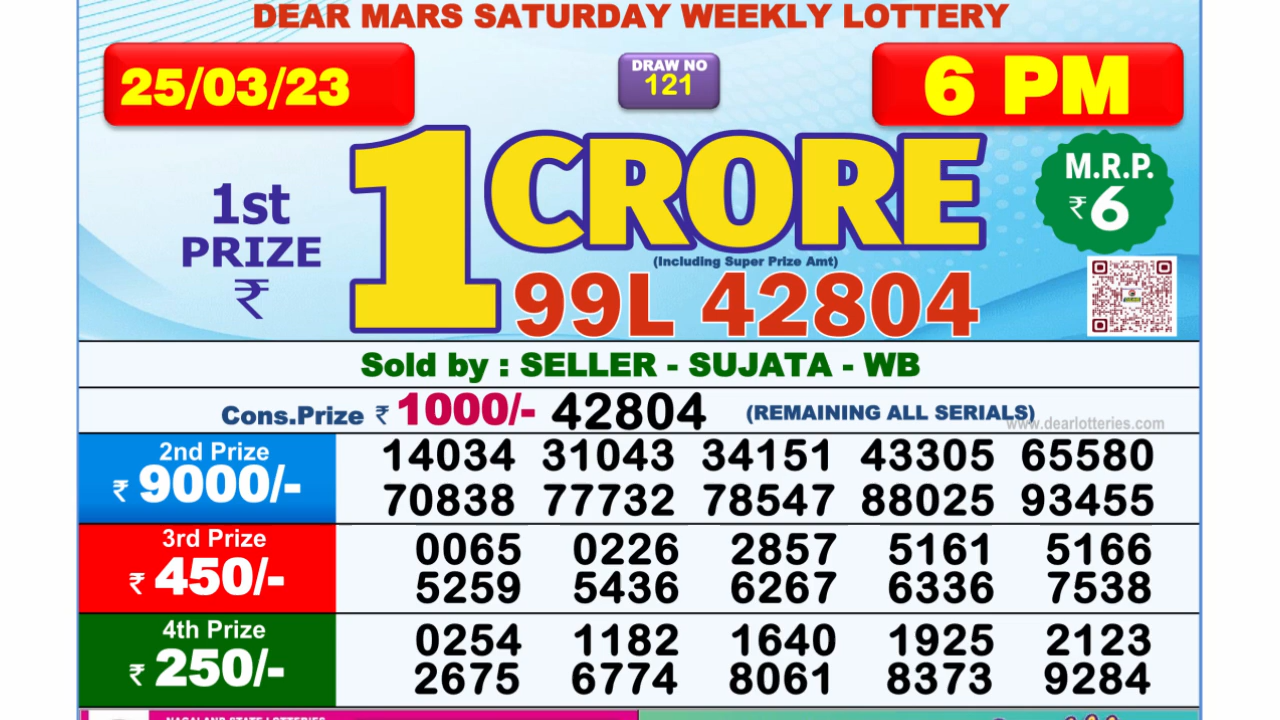 DEAR MARS SATURDAY WEEKLY LOTTERY
25/03/23
DRAW NO
121
6 PM
1st
PRIZE
₹
1 CRORE
(Including Super Prize Amt)
99L 42804
M.R.P.
₹ 6
Sold by : SELLER - SUJATA - WB
Cons.Prize ₹ 1000/- 42804 (REMAINING ALL SERIALS)
www.dearlotteries.com
2nd Prize
₹ 9000/-
14034 31043 34151 43305 65580
70838 77732 78547 88025 93455
3rd Prize
₹ 450/-
0065 0226 2857 5161 5166
5259 5436 6267 6336 7538
4th Prize
₹ 250/-
0254 1182 1640 1925 2123
2675 6774 8061 8373 9284
NAGALAND STATE LOTTERIES